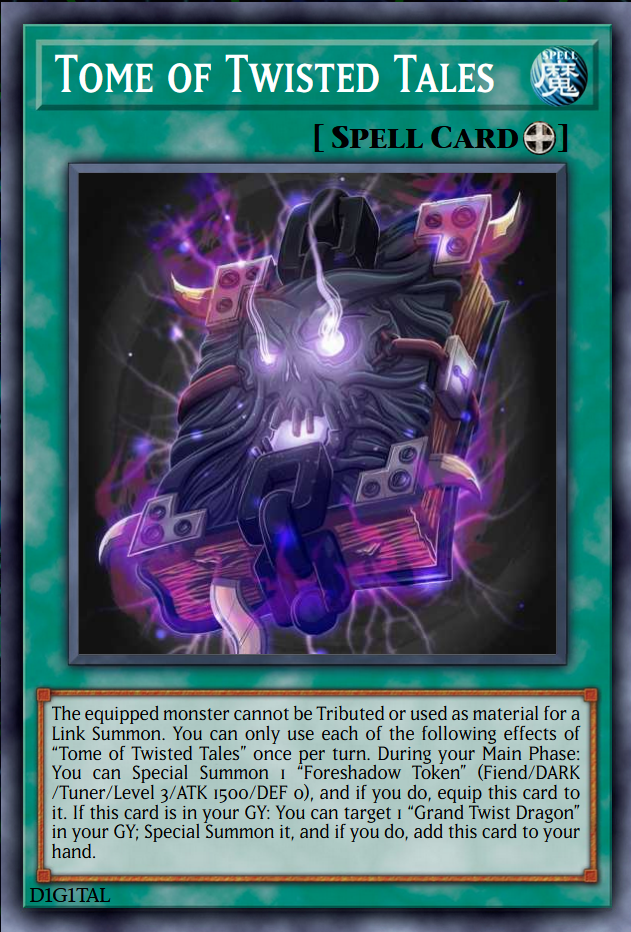 Tome of Twisted Tales
SPELL
魔
[ Spell Card ]
The equipped monster cannot be Tributed or used as material for a
Link Summon. You can only use each of the following effects of
“Tome of Twisted Tales” once per turn. During your Main Phase:
You can Special Summon 1 “Foreshadow Token” (Fiend/DARK
/Tuner/Level 3/ATK 1500/DEF 0), and if you do, equip this card to
it. If this card is in your GY: You can target 1 “Grand Twist Dragon”
in your GY; Special Summon it, and if you do, add this card to your
hand.
D1G1TAL